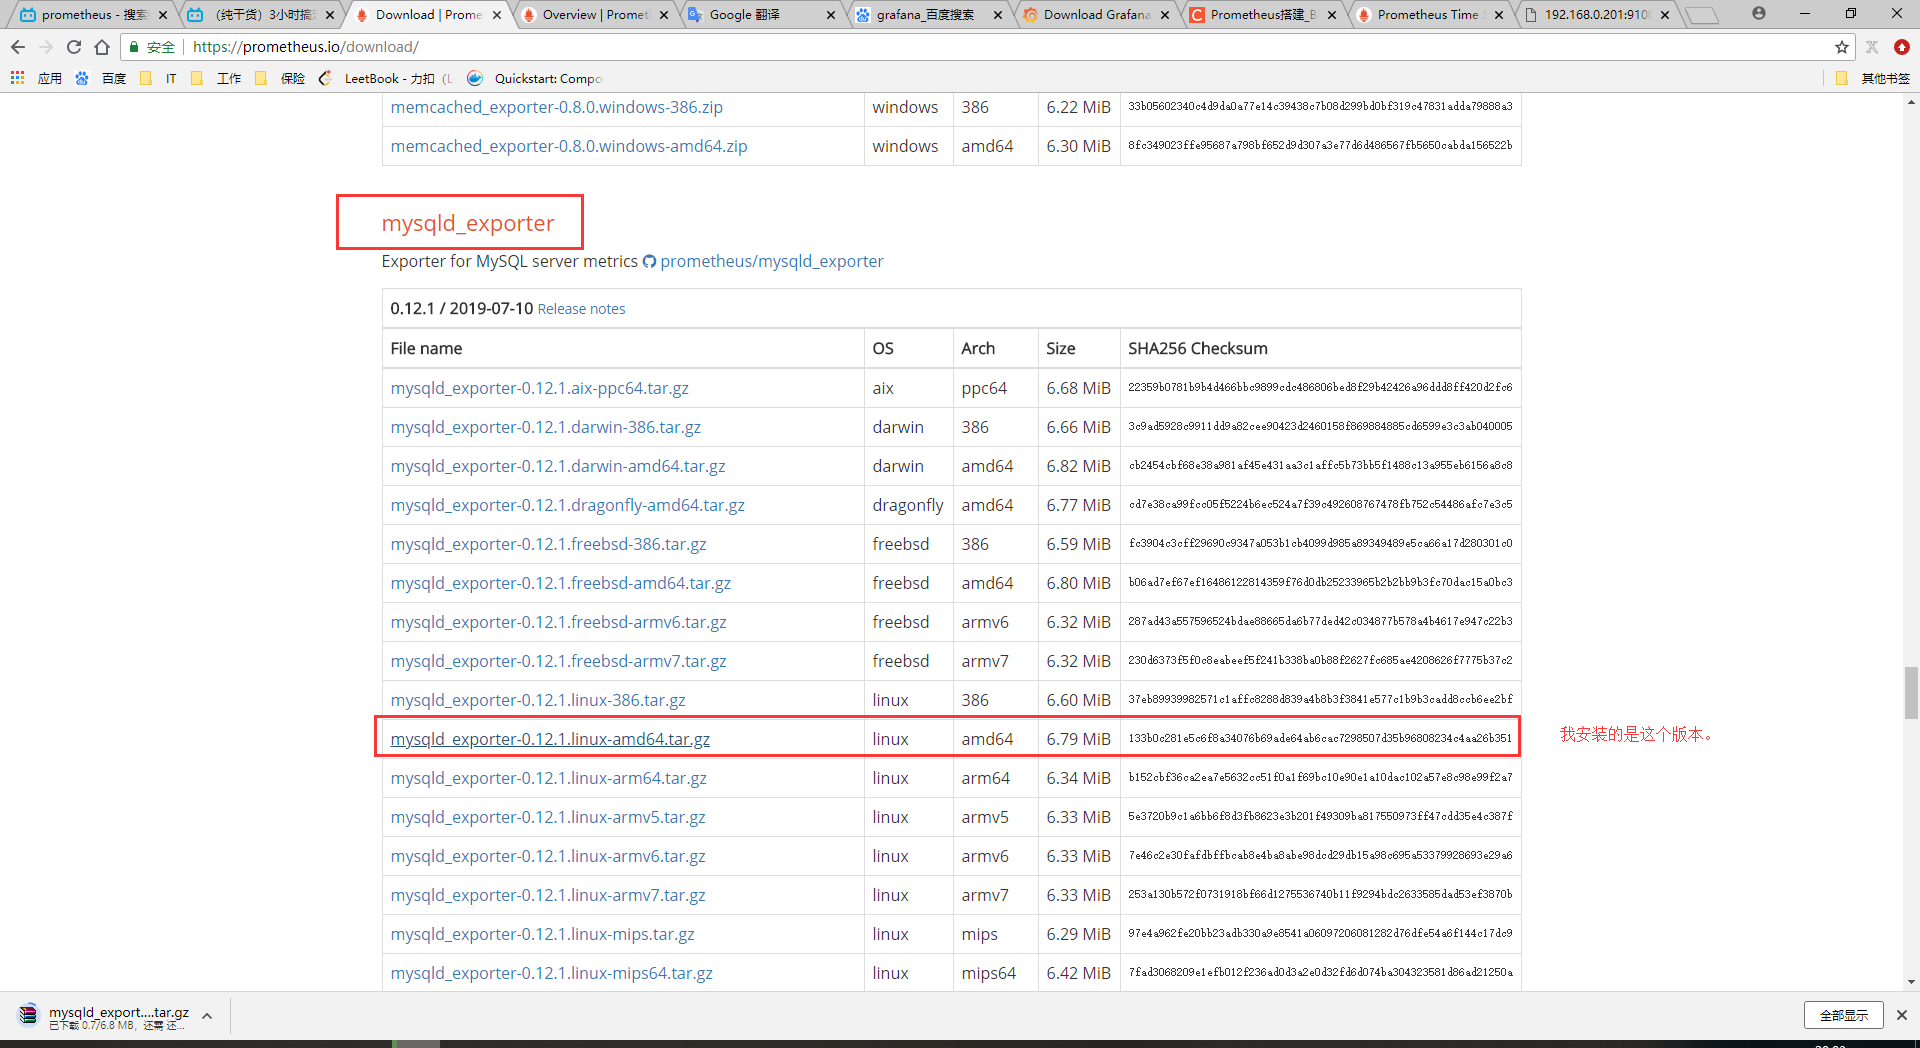 prometheus - 搜索
（纯干货）3小时搞
Download | Prome
Overview | Prometh
Google 翻译
grafana_百度搜索
Download Grafana
Prometheus搭建_B
Prometheus Time S
192.168.0.201:910
安全 https://prometheus.io/download/
应用 百度 IT 工作 保险 LeetBook - 力扣（L Quickstart: Compo 其他书签
memcached_exporter-0.8.0.windows-386.zip windows 386 6.22 MiB 33b05602340c4d9da0a77e14c39438c7b08d299bd0bf319c47831adda79888a3
memcached_exporter-0.8.0.windows-amd64.zip windows amd64 6.30 MiB 8fc349023ffe95687a798bf652d9d307a3e77d6d486567fb5650cabda156522b
mysqld_exporter
Exporter for MySQL server metrics prometheus/mysqld_exporter
0.12.1 / 2019-07-10 Release notes
File name OS Arch Size SHA256 Checksum
mysqld_exporter-0.12.1.aix-ppc64.tar.gz aix ppc64 6.68 MiB 22359b0781b9b4d466bbc9899cdc486806bed8f29b42426a96ddd8ff420d2fc6
mysqld_exporter-0.12.1.darwin-386.tar.gz darwin 386 6.66 MiB 3c9ad5928c9911dd9a82cee90423d2460158f869884885cd6599e3c3ab040005
mysqld_exporter-0.12.1.darwin-amd64.tar.gz darwin amd64 6.82 MiB cb2454cbf68e38a981af45e431aa3c1affc5b73bb5f1488c13a955eb6156a8c8
mysqld_exporter-0.12.1.dragonfly-amd64.tar.gz dragonfly amd64 6.77 MiB cd7e38ca99fcc05f5224b6ec524a7f39c492608767478fb752c54486afc7e3c5
mysqld_exporter-0.12.1.freebsd-386.tar.gz freebsd 386 6.59 MiB fc3904c3cff29690c9347a053b1cb4099d985a89349489e5ca66a17d280301c0
mysqld_exporter-0.12.1.freebsd-amd64.tar.gz freebsd amd64 6.80 MiB b06ad7ef67ef16486122814359f76d0db25233965b2b2bb9b3fc70dac15a0bc3
mysqld_exporter-0.12.1.freebsd-armv6.tar.gz freebsd armv6 6.32 MiB 287ad43a557596524bdae88665da6b77ded42c034877b578a4b4617e947c22b3
mysqld_exporter-0.12.1.freebsd-armv7.tar.gz freebsd armv7 6.32 MiB 230d6373f5f0c8eabeef5f241b338ba0b88f2627fc685ae4208626f7775b37c2
mysqld_exporter-0.12.1.linux-386.tar.gz linux 386 6.60 MiB 37eb89939982571c1affc8288d839a4b8b3f3841e577c1b9b3cadd8ccb6ee2bf
mysqld_exporter-0.12.1.linux-amd64.tar.gz linux amd64 6.79 MiB 133b0c281e5c6f8a34076b69ade64ab6cac7298507d35b96808234c4aa26b351 我安装的是这个版本。
mysqld_exporter-0.12.1.linux-arm64.tar.gz linux arm64 6.34 MiB b152cbf36ca2ea7e5632cc51f0a1f69bc10e90e1a10dac102a57e8c98e99f2a7
mysqld_exporter-0.12.1.linux-armv5.tar.gz linux armv5 6.33 MiB 5e3720b9c1a6bb6f8d3fb8623e3b201f49309ba817550973ff47cdd35e4c387f
mysqld_exporter-0.12.1.linux-armv6.tar.gz linux armv6 6.33 MiB 7e46c2e30fafdbffbcab8e4ba8abe98dcd29db15a98c695a53379928693e29a6
mysqld_exporter-0.12.1.linux-armv7.tar.gz linux armv7 6.33 MiB 253a130b572f0731918bf66d1275536740b11f9294bdc2633585dad53ef3870b
mysqld_exporter-0.12.1.linux-mips.tar.gz linux mips 6.29 MiB 97e4a962fe20bb23adb330a9e8541a06097206081282d76dfe54a6f144c17dc9
mysqld_exporter-0.12.1.linux-mips64.tar.gz linux mips64 6.42 MiB 7fad3068209e1efb012f236ad0d3a2e0d32fd6d074ba304323581d86ad21250a
mysqld_export....tar.gz
已下载 0.7/6.8 MB，还需 还...
全部显示